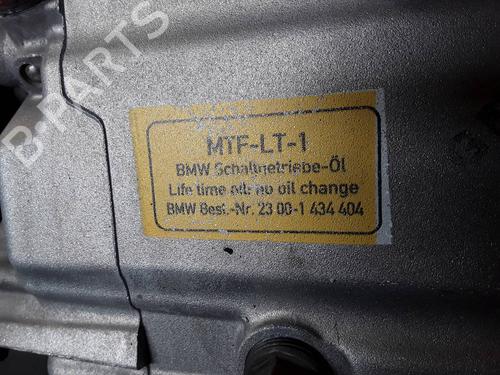 B-PARTS
MTF-LT-1
BMW Schaltgetriebe-Öl
Life time oil: no oil change
BMW Best.-Nr. 23 00-1 434 404